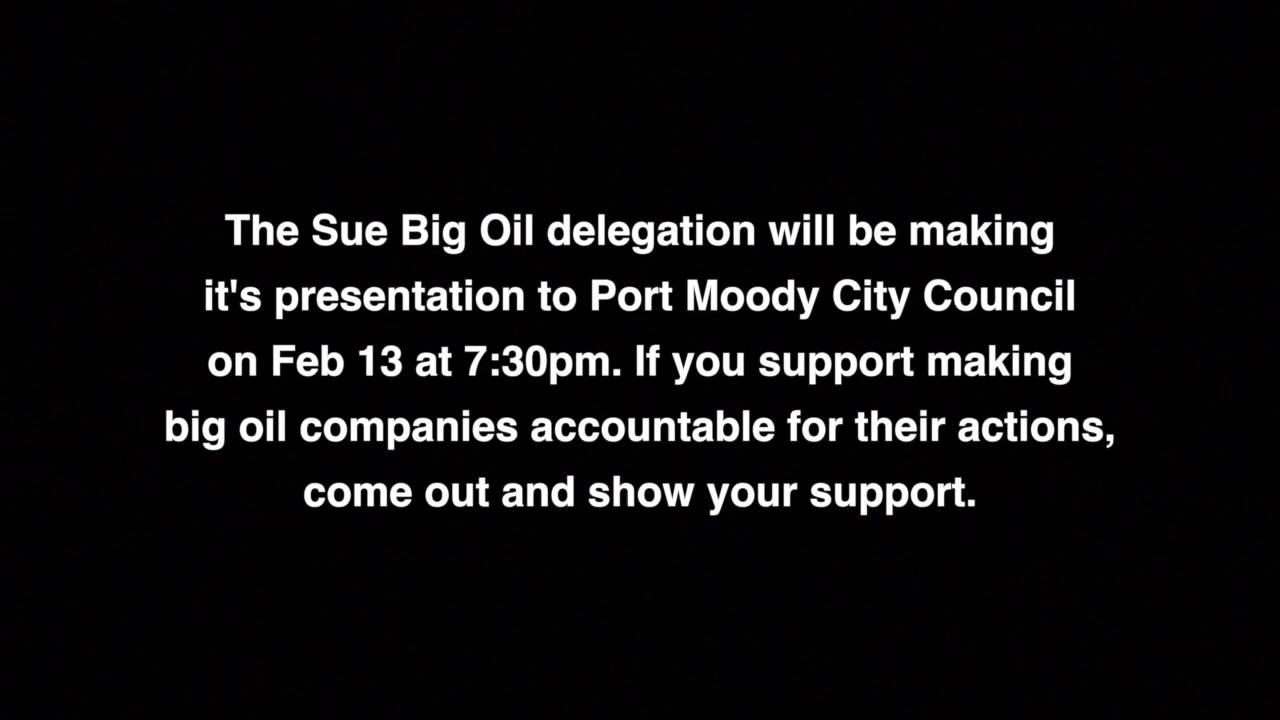 The Sue Big Oil delegation will be making
it's presentation to Port Moody City Council
on Feb 13 at 7:30pm. If you support making
big oil companies accountable for their actions,
come out and show your support.